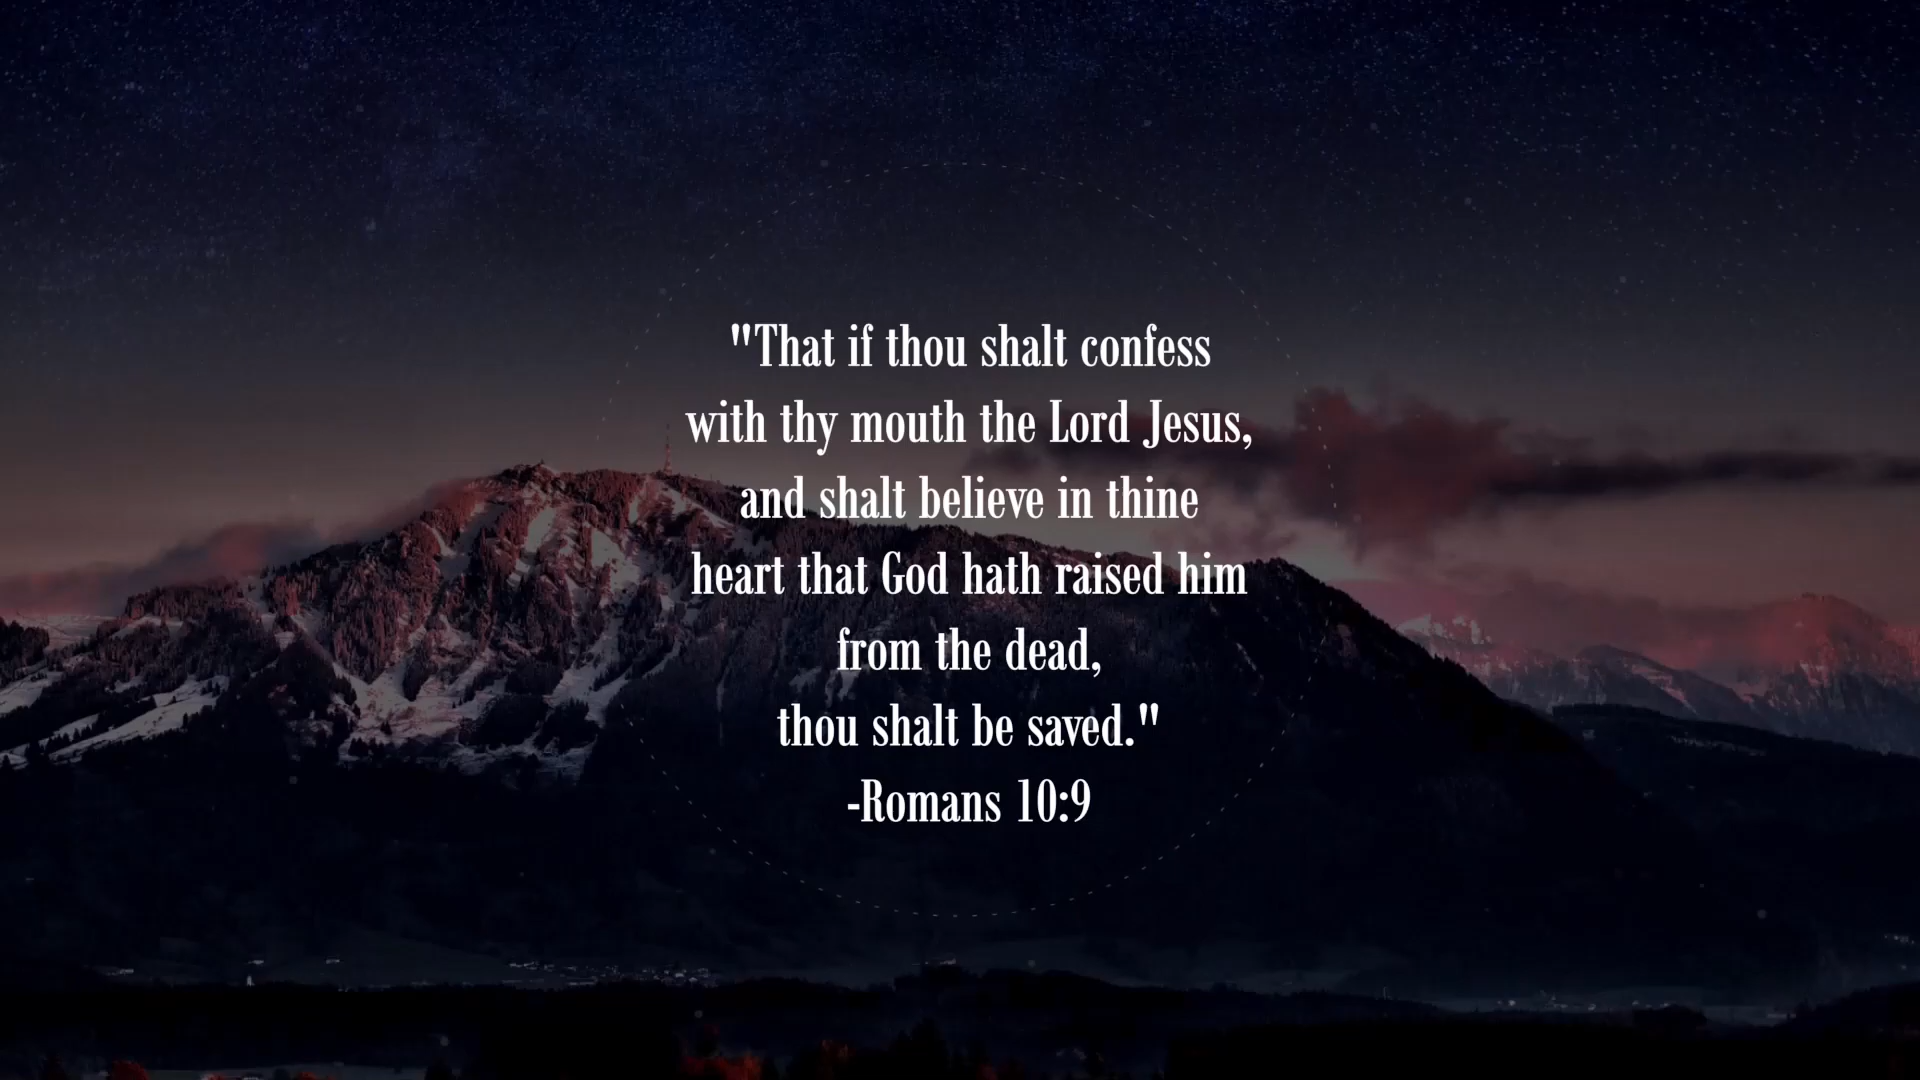 "That if thou shalt confess
with thy mouth the Lord Jesus,
and shalt believe in thine
heart that God hath raised him
from the dead,
thou shalt be saved."
-Romans 10:9